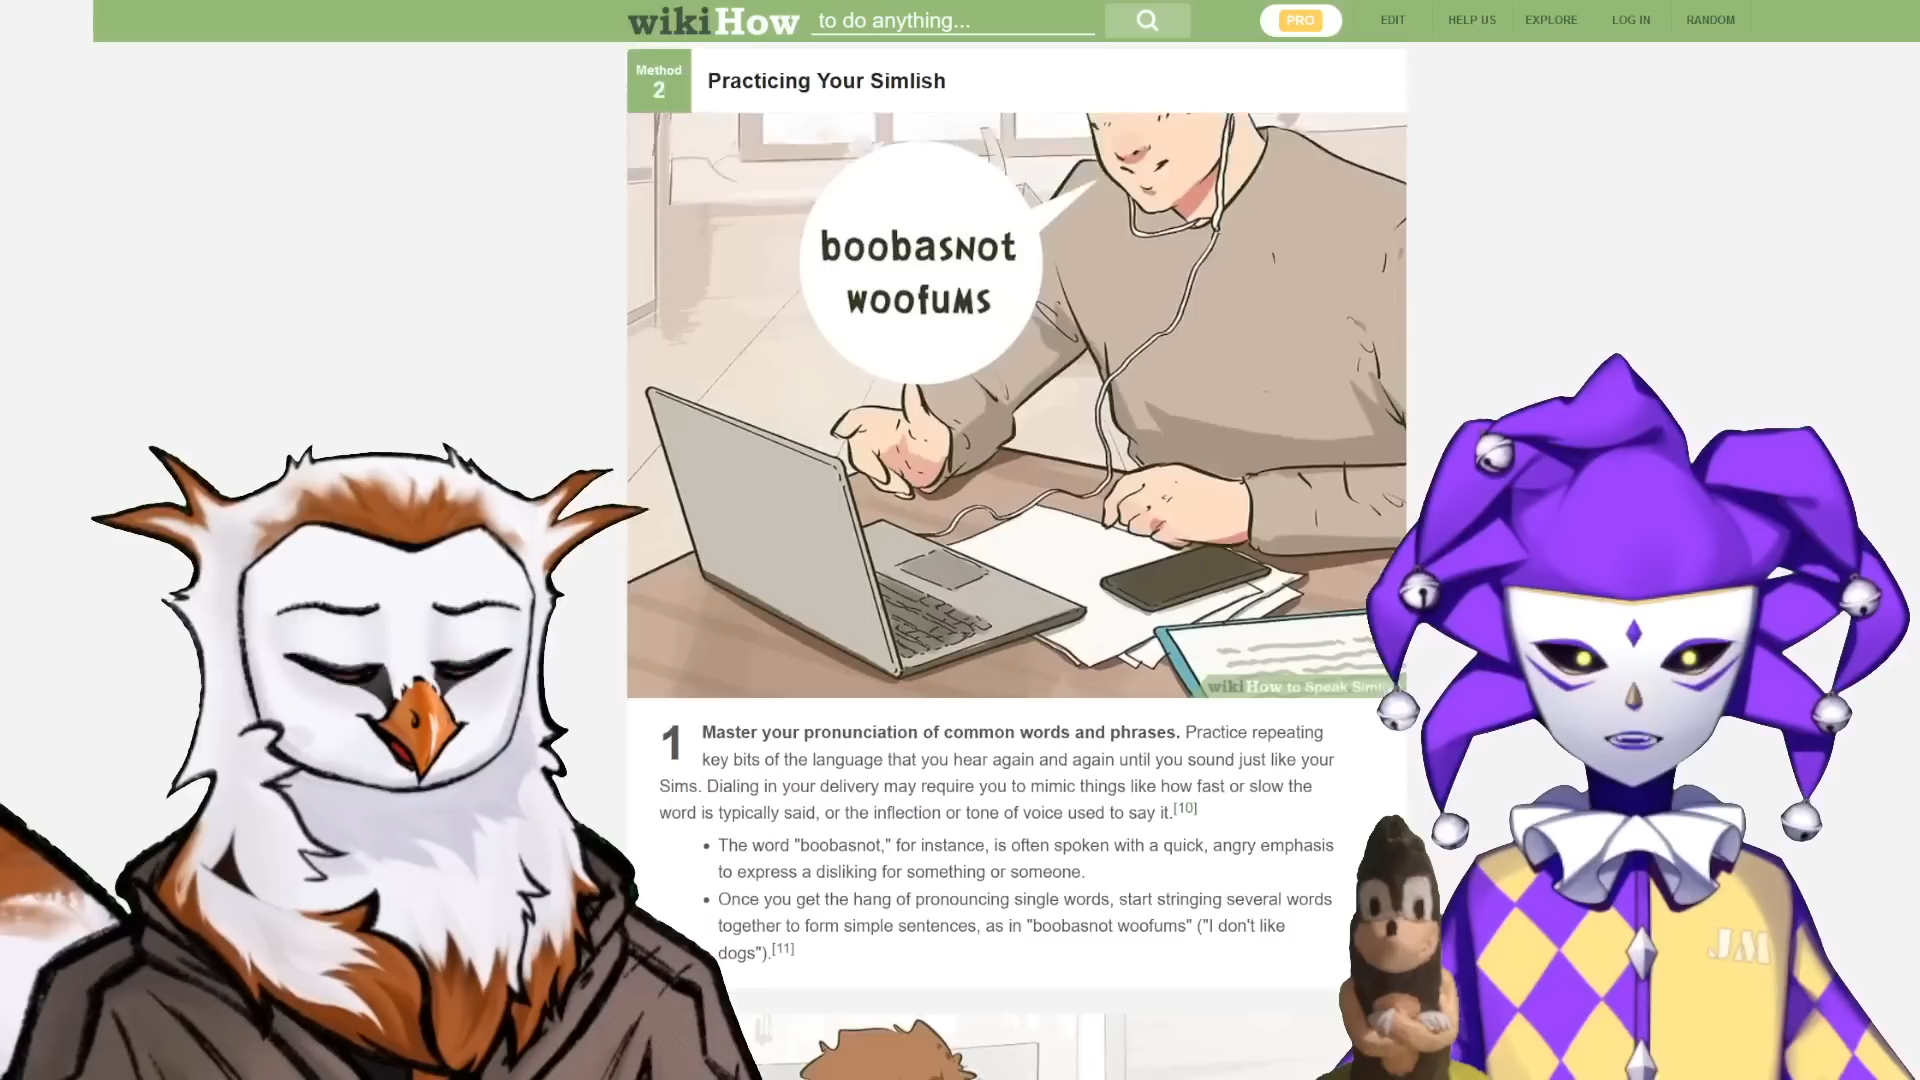 wikiHow to do anything...
PRO
EDIT
HELP US
EXPLORE
LOG IN
RANDOM
Method
2
Practicing Your Simlish
boobasnot
woofums
wikiHow to Speak Simli
1 Master your pronunciation of common words and phrases. Practice repeating
key bits of the language that you hear again and again until you sound just like your
Sims. Dialing in your delivery may require you to mimic things like how fast or slow the
word is typically said, or the inflection or tone of voice used to say it.[10]
• The word "boobasnot," for instance, is often spoken with a quick, angry emphasis
to express a disliking for something or someone.
• Once you get the hang of pronouncing single words, start stringing several words
together to form simple sentences, as in "boobasnot woofums" ("I don't like
dogs").[11]
JM